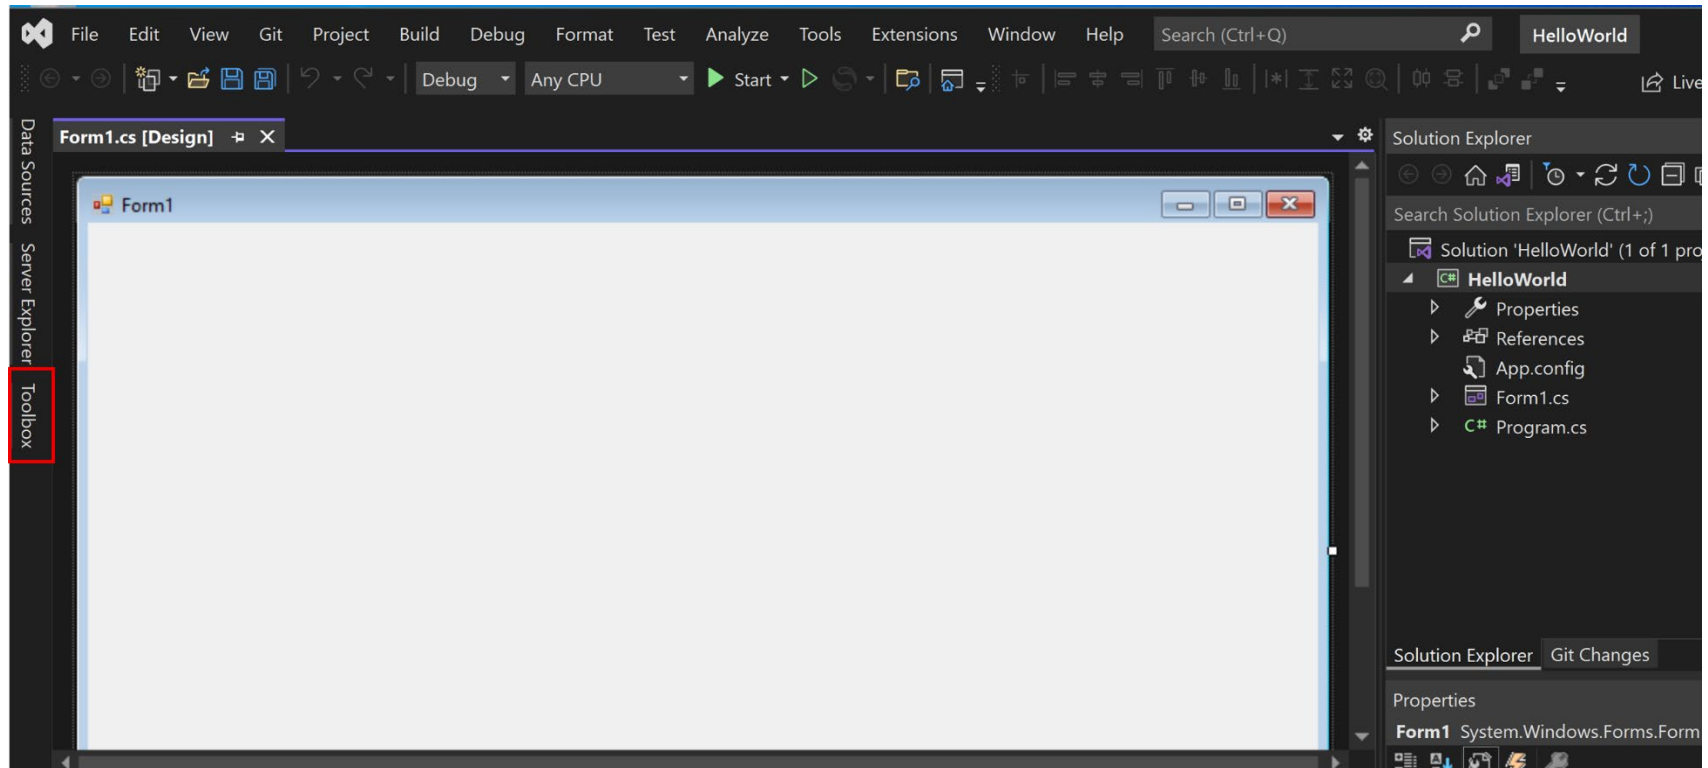 File Edit View Git Project Build Debug Format Test Analyze Tools Extensions Window Help Search (Ctrl+Q) HelloWorld
Debug Any CPU Start Live
Data Sources
Server Explorer
Toolbox
Form1.cs [Design]
Form1
Solution Explorer
Search Solution Explorer (Ctrl+;)
Solution 'HelloWorld' (1 of 1 pro
C# HelloWorld
Properties
References
App.config
Form1.cs
C# Program.cs
Solution Explorer Git Changes
Properties
Form1 System.Windows.Forms.Form